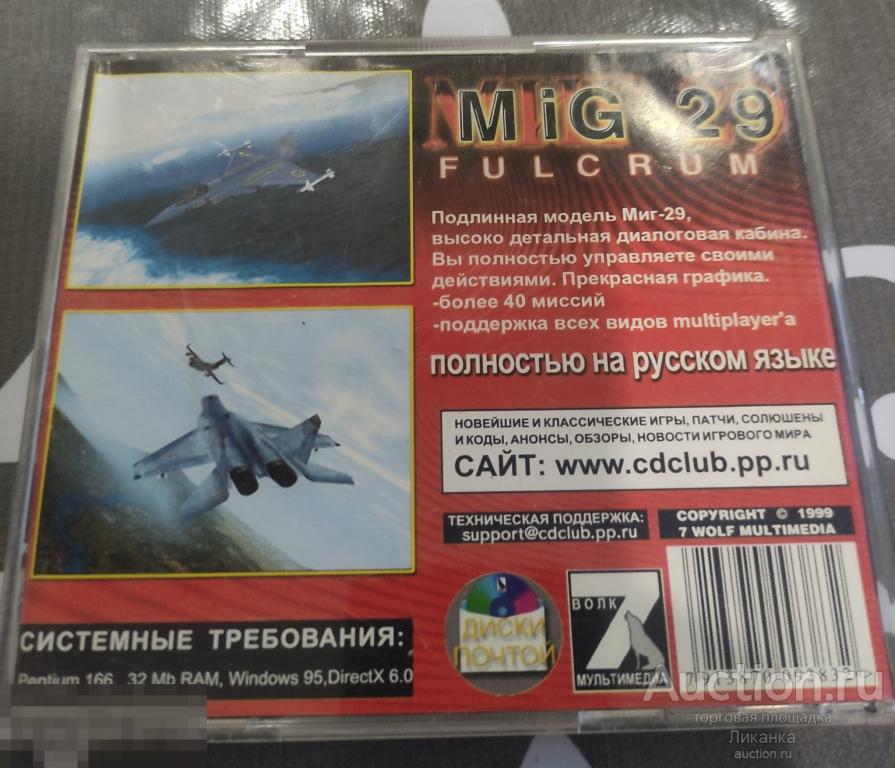 MiG 29
FULCRUM
Подлинная модель Миг-29,
высоко детальная диалоговая кабина.
Вы полностью управляете своими
действиями. Прекрасная графика.
-более 40 миссий
-поддержка всех видов multiplayer'а
ПОЛНОСТЬЮ НА РУССКОМ ЯЗЫКЕ
НОВЕЙШИЕ И КЛАССИЧЕСКИЕ ИГРЫ, ПАТЧИ, СОЛЮШЕНЫ
И КОДЫ, АНОНСЫ, ОБЗОРЫ, НОВОСТИ ИГРОВОГО МИРА
САЙТ: www.cdclub.pp.ru
ТЕХНИЧЕСКАЯ ПОДДЕРЖКА:
support@cdclub.pp.ru
COPYRIGHT © 1999
7 WOLF MULTIMEDIA
ДИСКИ
ПОЧТОЙ
ВОЛК
7
МУЛЬТИМЕДИА
СИСТЕМНЫЕ ТРЕБОВАНИЯ:
Pentium 166, 32 Mb RAM, Windows 95,DirectX 6.0
Auction.ru
торговая площадка
Ликанка
auction.ru